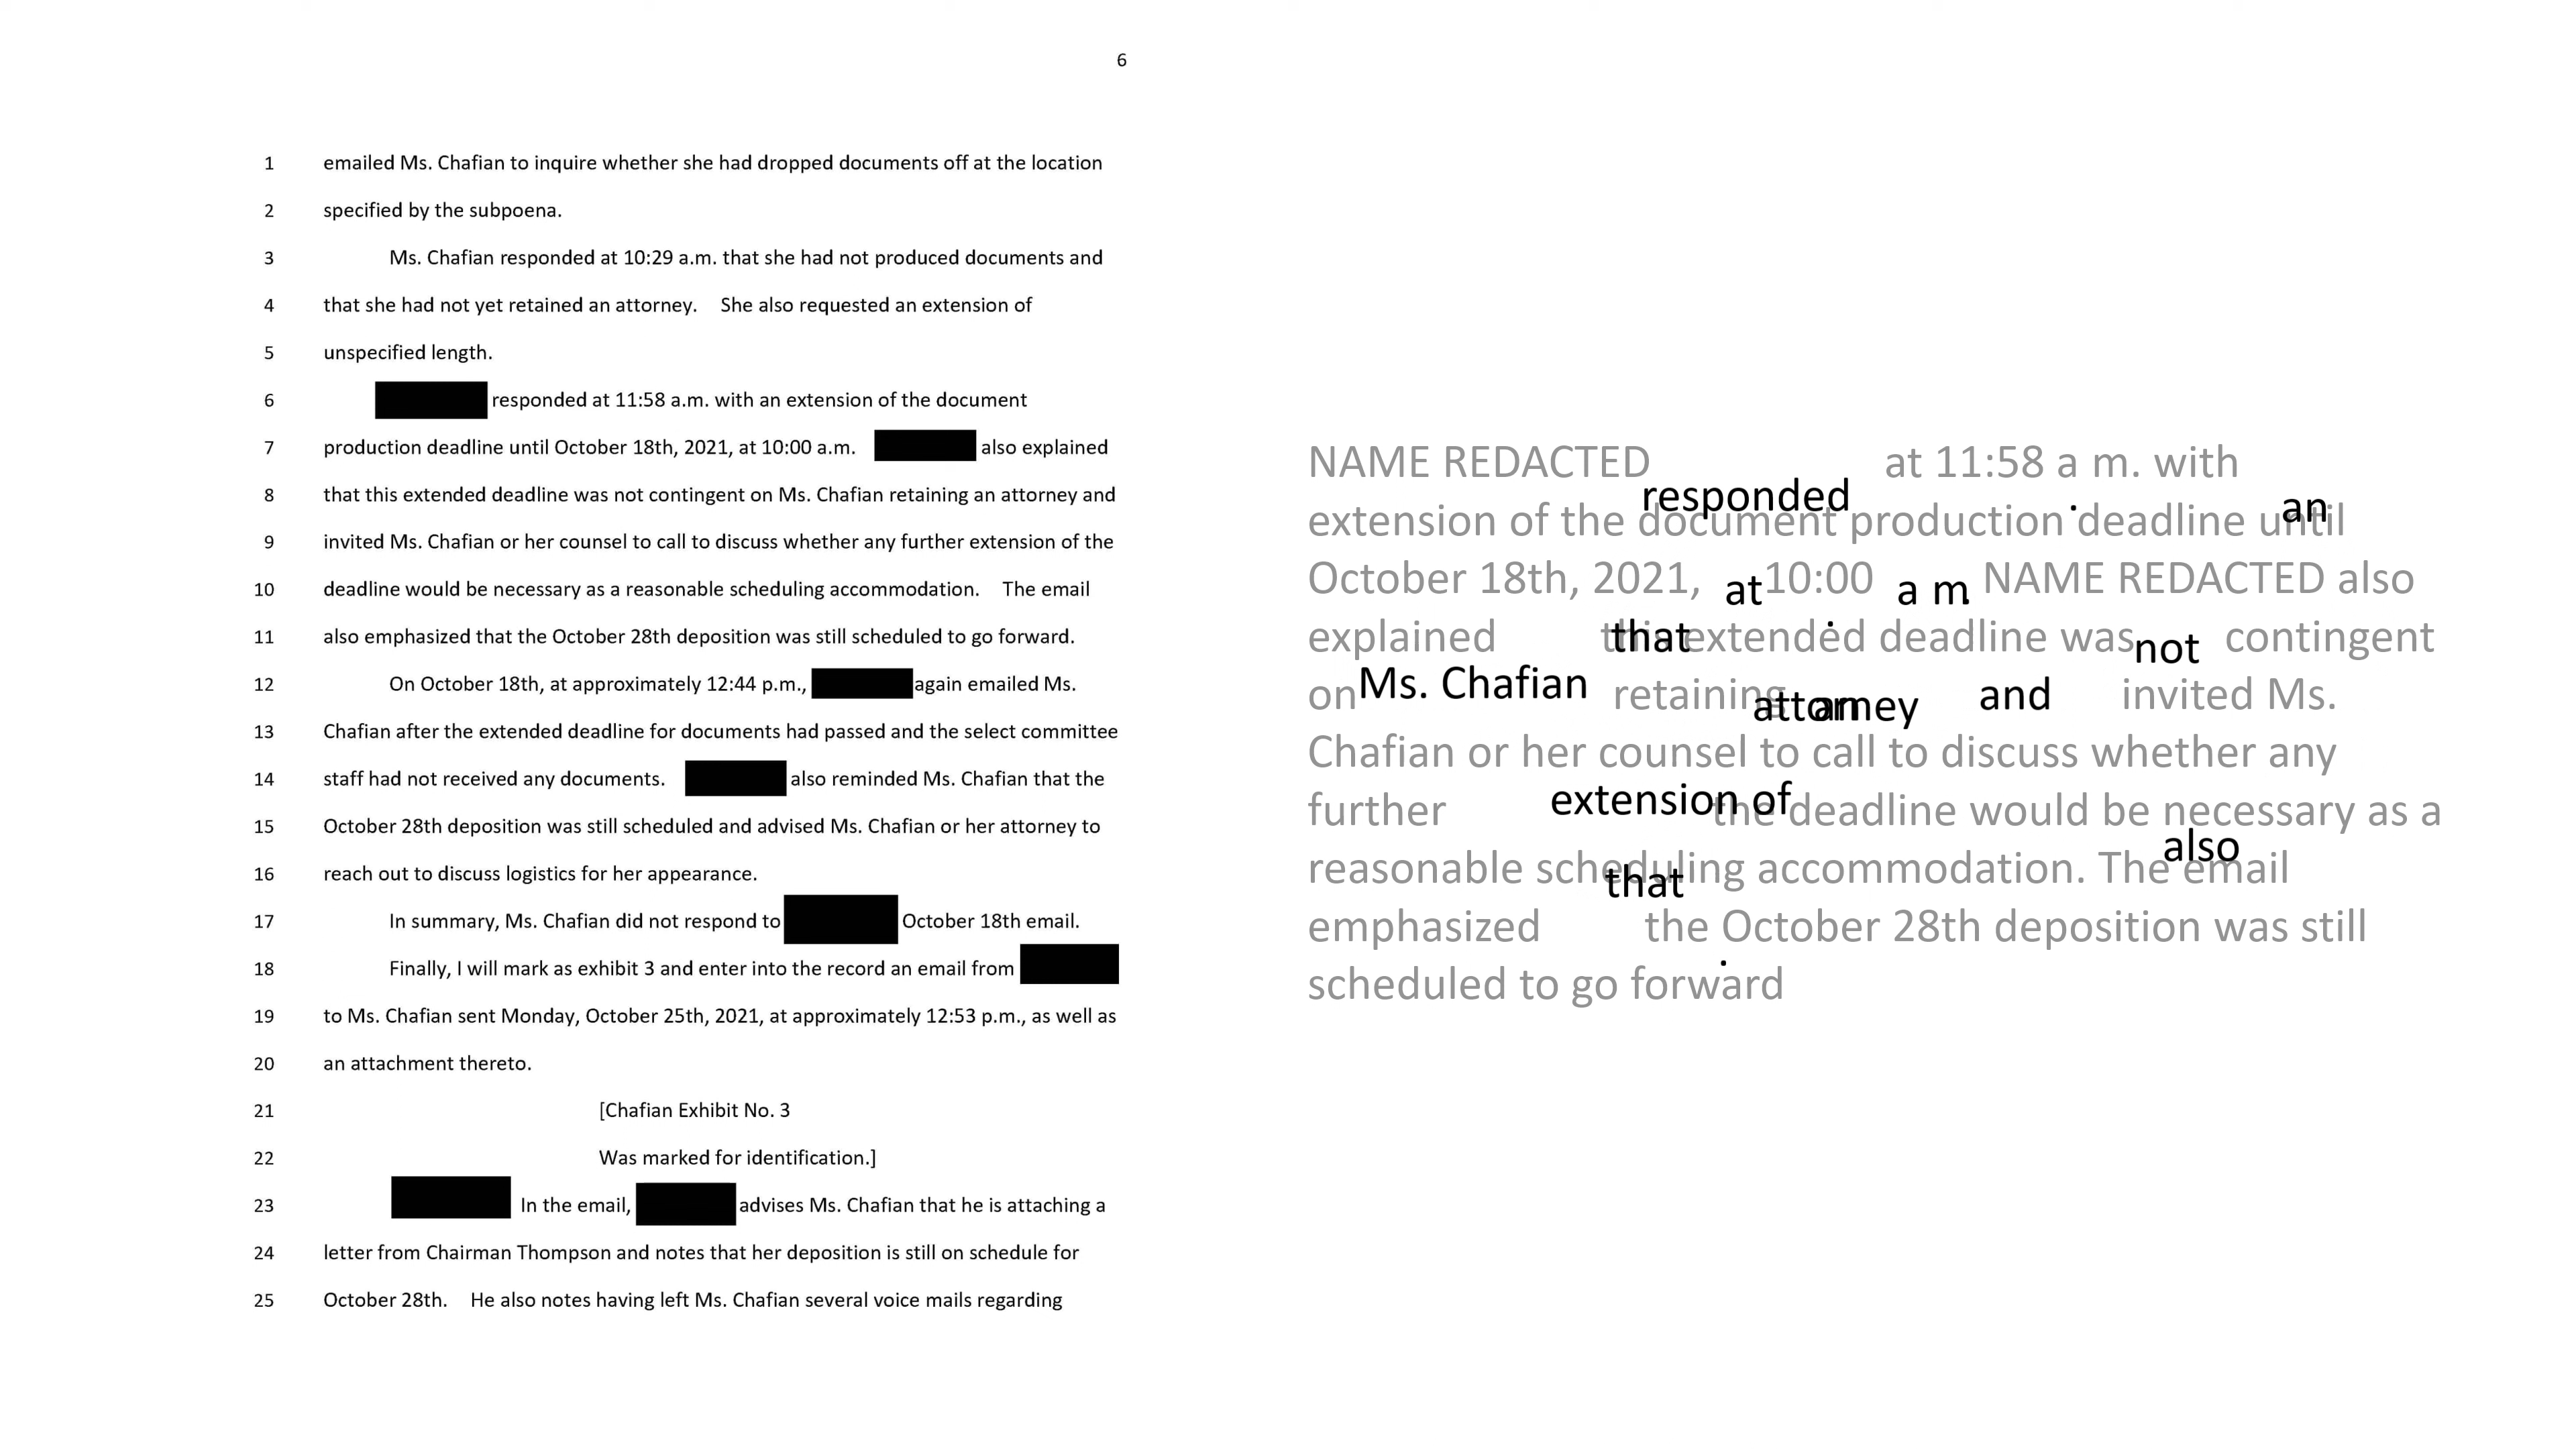 6
1 emailed Ms. Chafian to inquire whether she had dropped documents off at the location
2 specified by the subpoena.
3 Ms. Chafian responded at 10:29 a.m. that she had not produced documents and
4 that she had not yet retained an attorney. She also requested an extension of
5 unspecified length.
6 responded at 11:58 a.m. with an extension of the document
7 production deadline until October 18th, 2021, at 10:00 a.m. also explained
8 that this extended deadline was not contingent on Ms. Chafian retaining an attorney and
9 invited Ms. Chafian or her counsel to call to discuss whether any further extension of the
10 deadline would be necessary as a reasonable scheduling accommodation. The email
11 also emphasized that the October 28th deposition was still scheduled to go forward.
12 On October 18th, at approximately 12:44 p.m., again emailed Ms.
13 Chafian after the extended deadline for documents had passed and the select committee
14 staff had not received any documents. also reminded Ms. Chafian that the
15 October 28th deposition was still scheduled and advised Ms. Chafian or her attorney to
16 reach out to discuss logistics for her appearance.
17 In summary, Ms. Chafian did not respond to October 18th email.
18 Finally, I will mark as exhibit 3 and enter into the record an email from
19 to Ms. Chafian sent Monday, October 25th, 2021, at approximately 12:53 p.m., as well as
20 an attachment thereto.
21 [Chafian Exhibit No. 3
22 Was marked for identification.]
23 In the email, advises Ms. Chafian that he is attaching a
24 letter from Chairman Thompson and notes that her deposition is still on schedule for
25 October 28th. He also notes having left Ms. Chafian several voice mails regarding
NAME REDACTED responded at 11:58 a m. with an
extension of the document production deadline until
October 18th, 2021, at 10:00 a m. NAME REDACTED also
explained that this extended deadline was not contingent
on Ms. Chafian retaining an attorney and invited Ms.
Chafian or her counsel to call to discuss whether any
further extension of the deadline would be necessary as a
reasonable scheduling accommodation. The email also
emphasized that the October 28th deposition was still
scheduled to go forward.